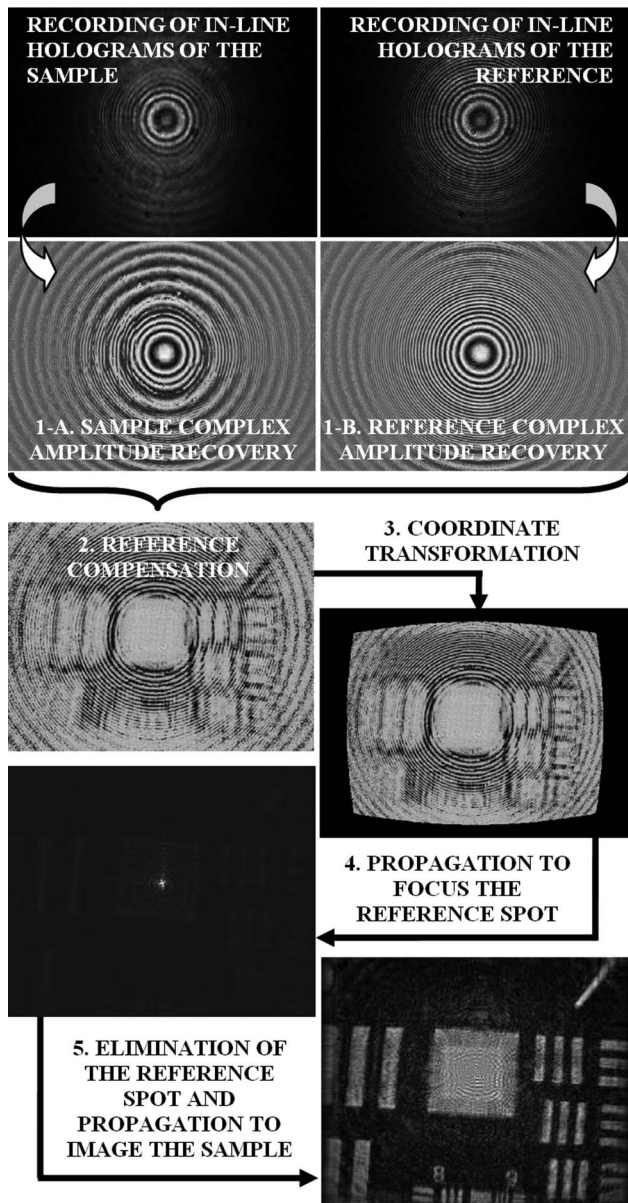 RECORDING OF IN-LINE
HOLOGRAMS OF THE
SAMPLE
RECORDING OF IN-LINE
HOLOGRAMS OF THE
REFERENCE
1-A. SAMPLE COMPLEX
AMPLITUDE RECOVERY
1-B. REFERENCE COMPLEX
AMPLITUDE RECOVERY
2. REFERENCE
COMPENSATION
3. COORDINATE
TRANSFORMATION
4. PROPAGATION TO
FOCUS THE
REFERENCE SPOT
5. ELIMINATION OF
THE REFERENCE
SPOT AND
PROPAGATION TO
IMAGE THE SAMPLE